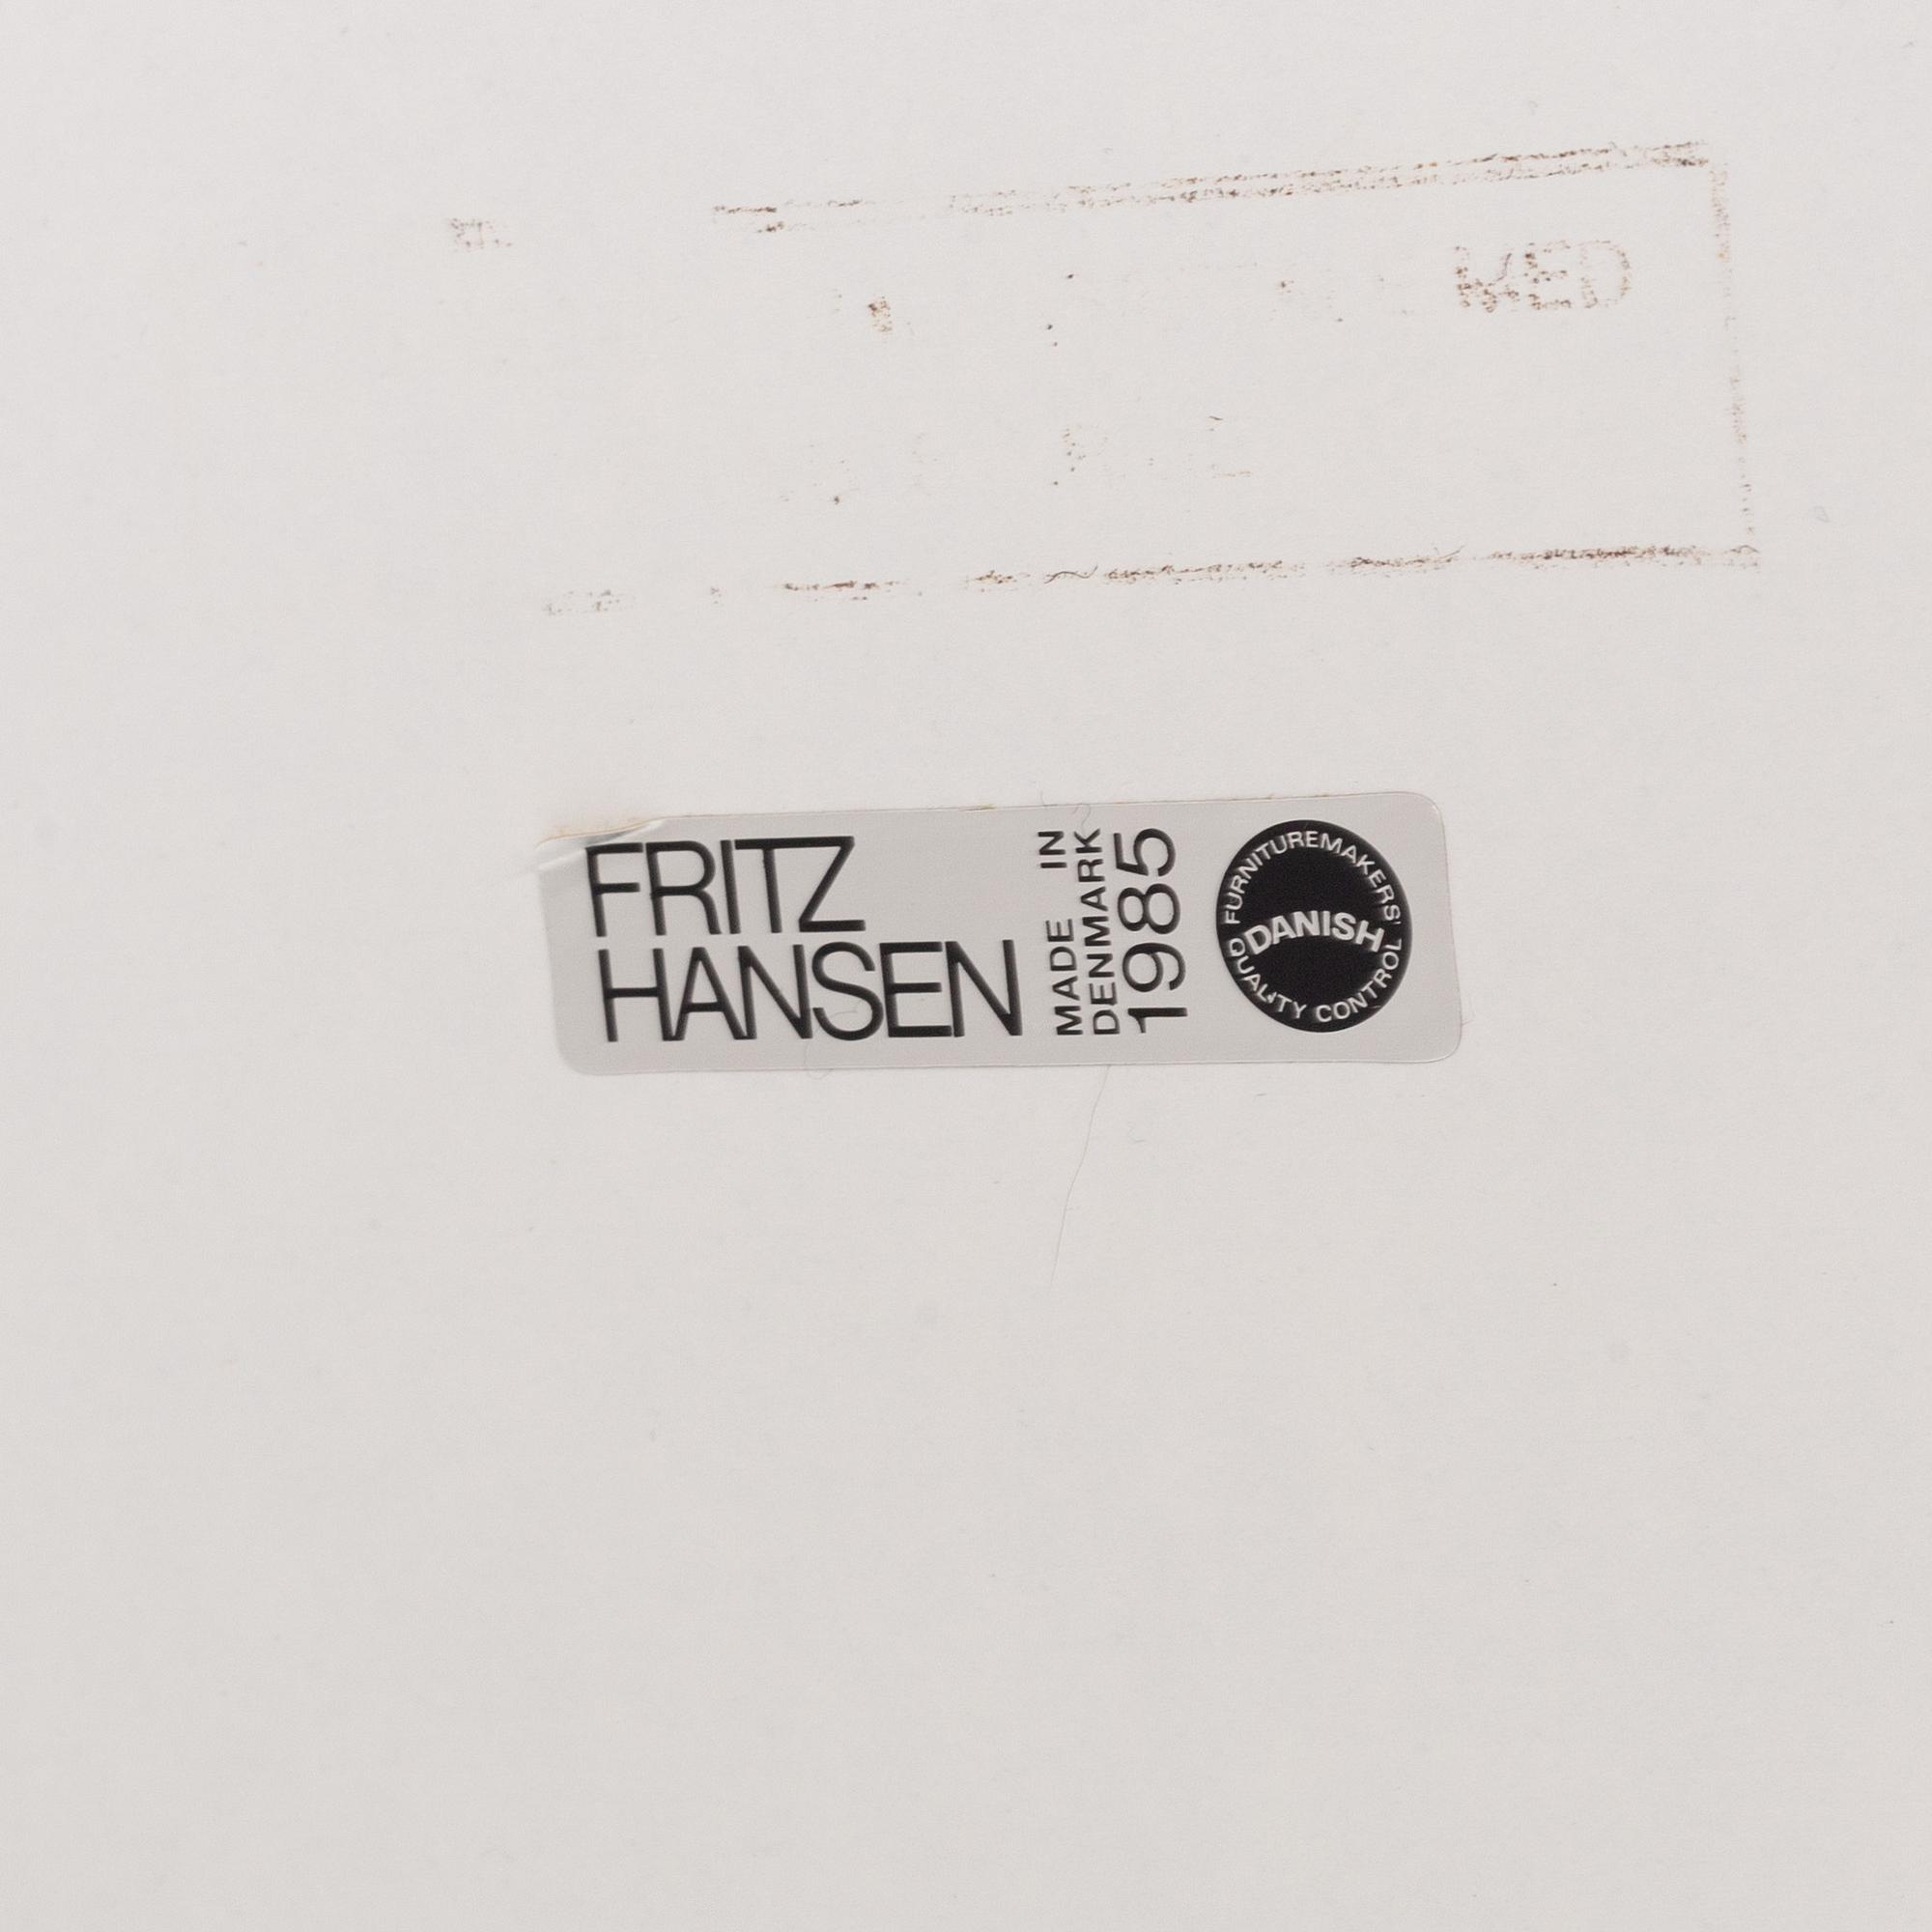 FRITZ
HANSEN
MADE IN
DENMARK
1985
FURNITUREMAKERS'
DANISH
QUALITY CONTROL